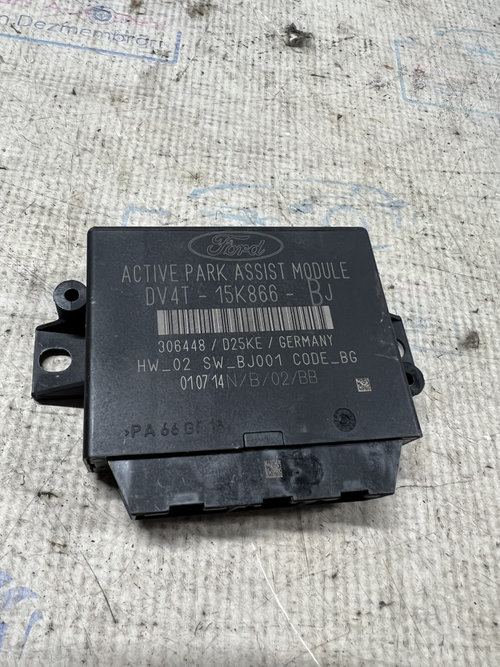 n Dezmembrări
Ford
ACTIVE PARK ASSIST MODULE
DV4T - 15K866 - BJ
306448 / D25KE / GERMANY
HW_02 SW_BJ001 CODE_BG
010714N/B/02/BB
>PA 66 GF